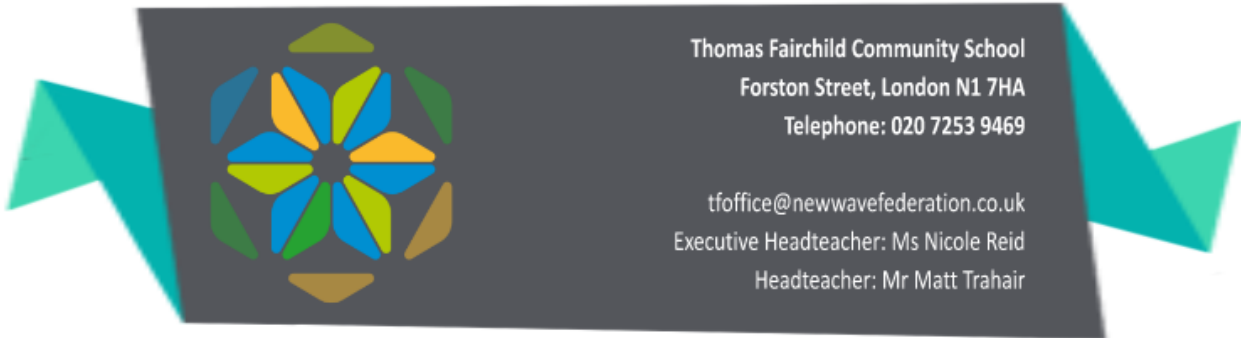 Thomas Fairchild Community School
Forston Street, London N1 7HA
Telephone: 020 7253 9469
tfoffice@newwavefederation.co.uk
Executive Headteacher: Ms Nicole Reid
Headteacher: Mr Matt Trahair